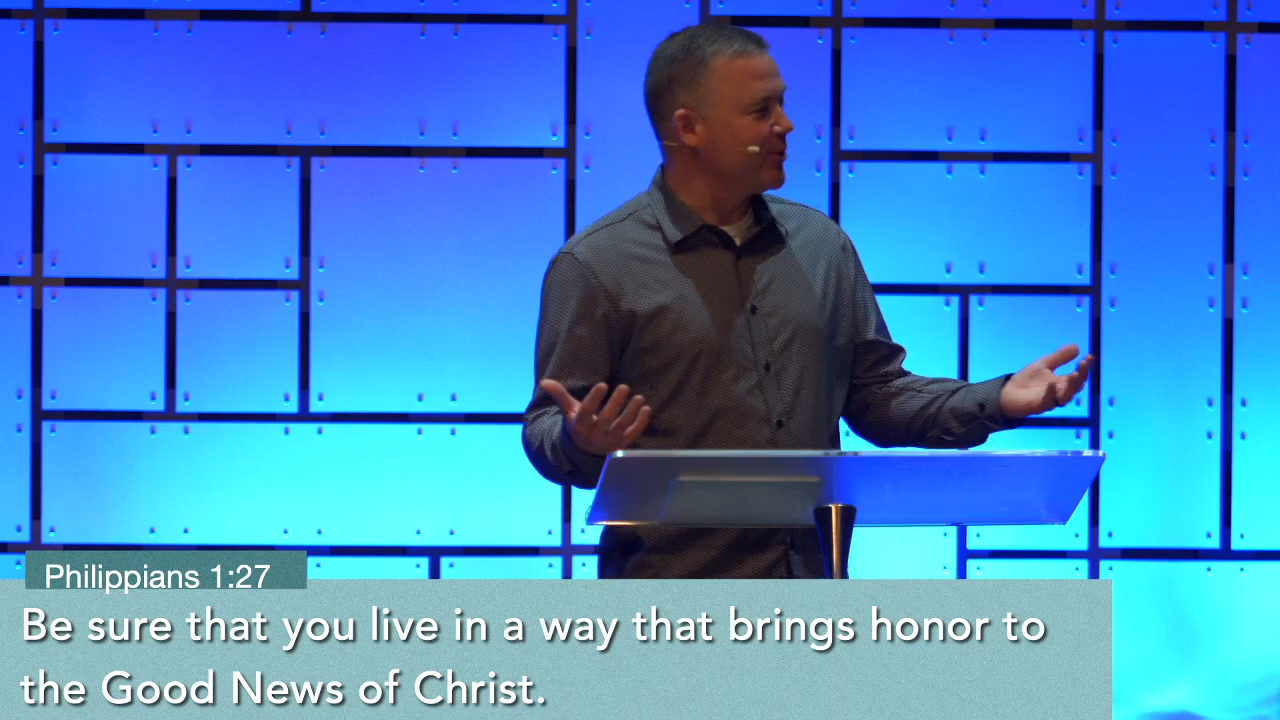 Philippians 1:27
Be sure that you live in a way that brings honor to
the Good News of Christ.